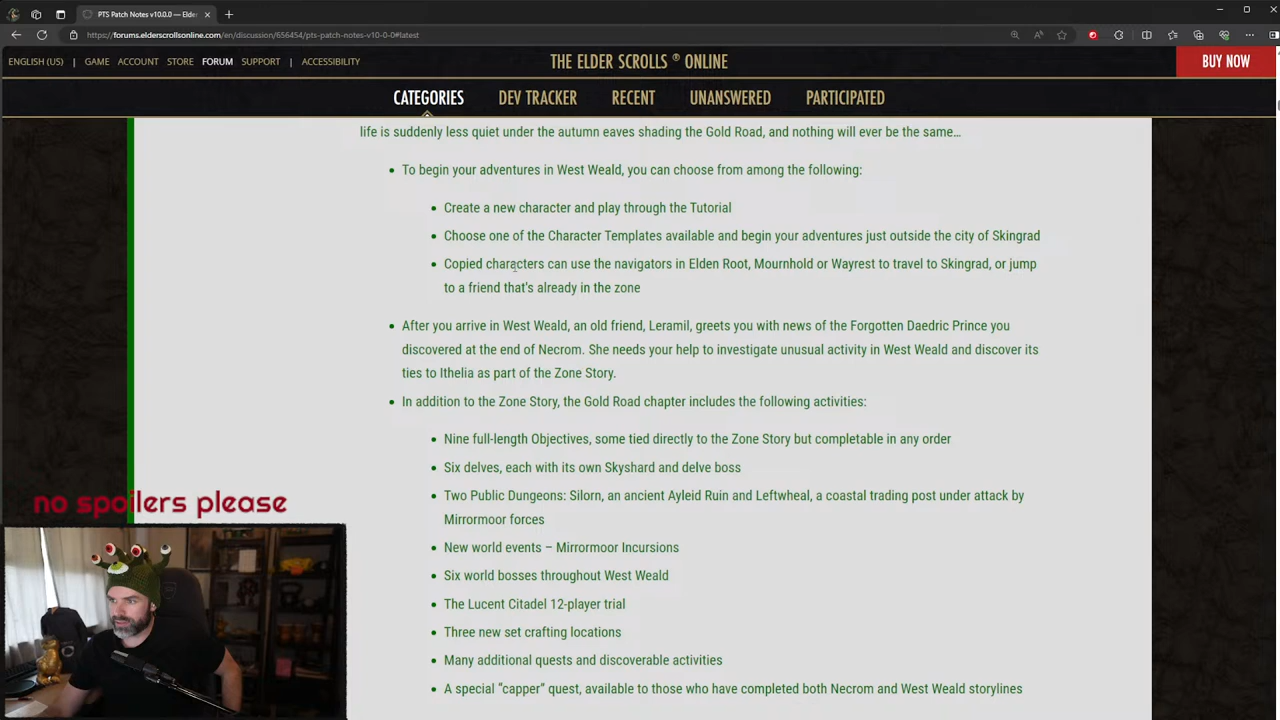 PTS Patch Notes v10.0.0 — Elder
https://forums.elderscrollsonline.com/en/discussion/656454/pts-patch-notes-v10-0-0#latest
ENGLISH (US) | GAME ACCOUNT STORE FORUM SUPPORT | ACCESSIBILITY
THE ELDER SCROLLS ® ONLINE
BUY NOW
CATEGORIES DEV TRACKER RECENT UNANSWERED PARTICIPATED
life is suddenly less quiet under the autumn eaves shading the Gold Road, and nothing will ever be the same…
To begin your adventures in West Weald, you can choose from among the following:
Create a new character and play through the Tutorial
Choose one of the Character Templates available and begin your adventures just outside the city of Skingrad
Copied characters can use the navigators in Elden Root, Mournhold or Wayrest to travel to Skingrad, or jump
to a friend that's already in the zone
After you arrive in West Weald, an old friend, Leramil, greets you with news of the Forgotten Daedric Prince you
discovered at the end of Necrom. She needs your help to investigate unusual activity in West Weald and discover its
ties to Ithelia as part of the Zone Story.
In addition to the Zone Story, the Gold Road chapter includes the following activities:
Nine full-length Objectives, some tied directly to the Zone Story but completable in any order
Six delves, each with its own Skyshard and delve boss
Two Public Dungeons: Silorn, an ancient Ayleid Ruin and Leftwheal, a coastal trading post under attack by
Mirrormoor forces
New world events – Mirrormoor Incursions
Six world bosses throughout West Weald
The Lucent Citadel 12-player trial
Three new set crafting locations
Many additional quests and discoverable activities
A special “capper” quest, available to those who have completed both Necrom and West Weald storylines
no spoilers please